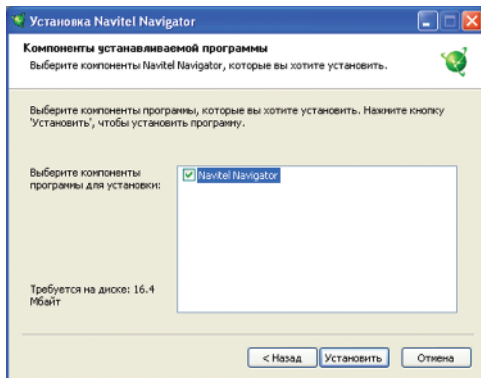 Установка Navitel Navigator
Компоненты устанавливаемой программы
Выберите компоненты Navitel Navigator, которые вы хотите установить.
Выберите компоненты программы, которые вы хотите установить. Нажмите кнопку
'Установить', чтобы установить программу.
Выберите компоненты
программы для установки:
Navitel Navigator
Требуется на диске: 16.4
Мбайт
< Назад
Установить
Отмена